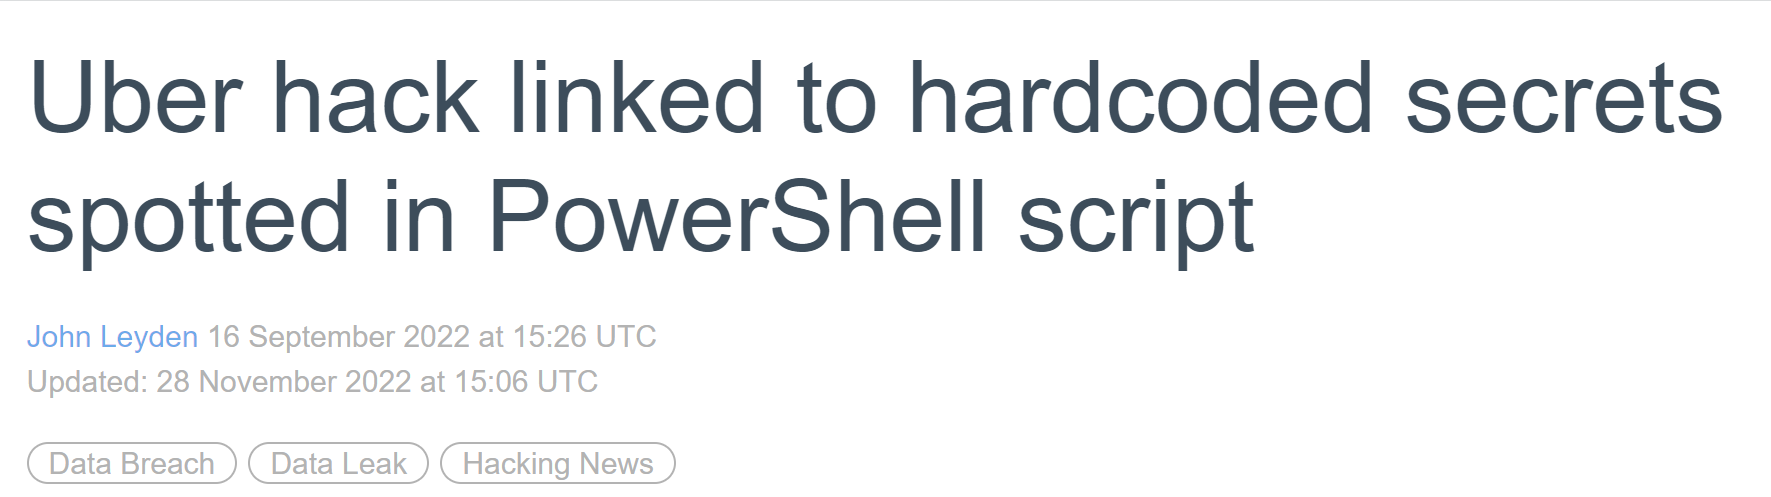 Uber hack linked to hardcoded secrets
spotted in PowerShell script
John Leyden 16 September 2022 at 15:26 UTC
Updated: 28 November 2022 at 15:06 UTC
Data Breach Data Leak Hacking News